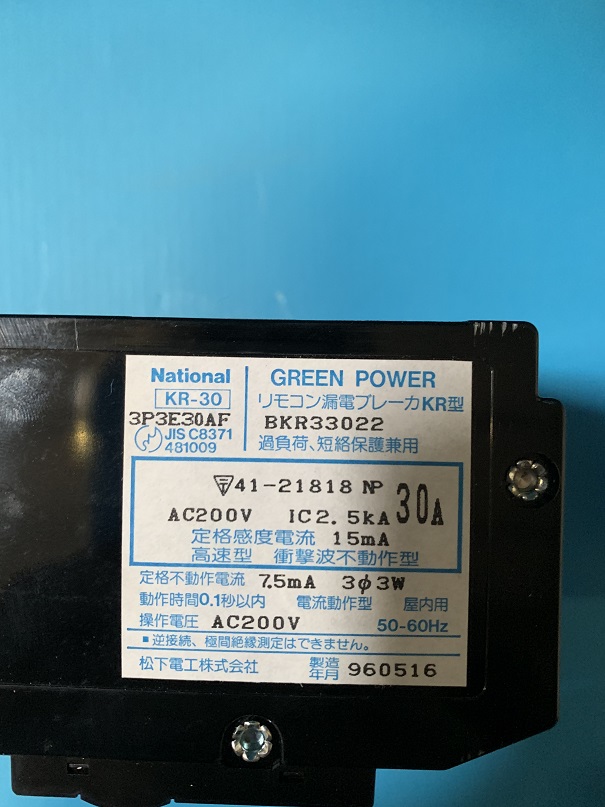 National
GREEN POWER
KR-30
リモコン漏電ブレーカKR型
3P3E30AF
BKR33022
JIS C8371
481009
過負荷、短絡保護兼用
41-21818 NP
30A
AC200V IC2.5kA
定格感度電流 15mA
高速型 衝撃波不動作型
定格不動作電流 7.5mA 3φ3W
動作時間0.1秒以内 電流動作型 屋内用
操作電圧 AC200V 50-60Hz
■逆接続、極間絶縁測定はできません。
松下電工株式会社 製造年月 960516